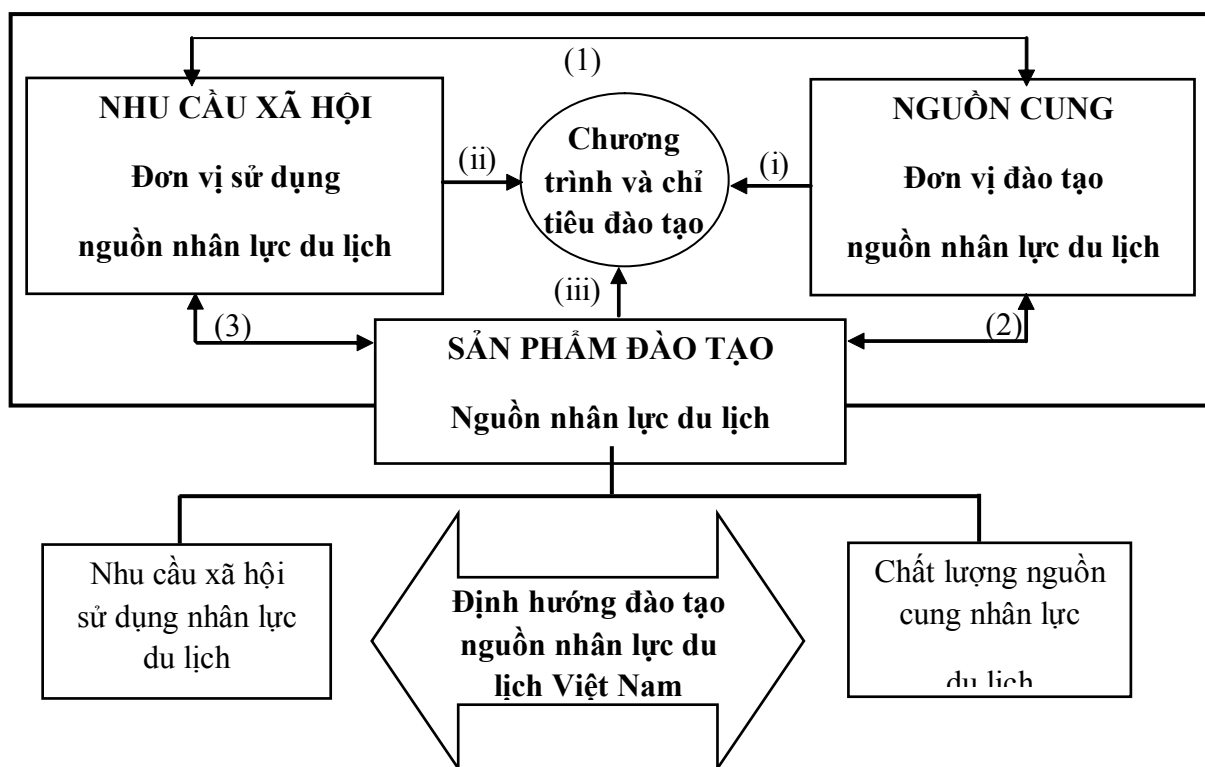 (1)
NHU CẦU XÃ HỘI
Đơn vị sử dụng
nguồn nhân lực du lịch
(ii)
Chương
trình và chỉ
tiêu đào tạo
(i)
NGUỒN CUNG
Đơn vị đào tạo
nguồn nhân lực du lịch
(iii)
(3)
(2)
SẢN PHẨM ĐÀO TẠO
Nguồn nhân lực du lịch
Nhu cầu xã hội
sử dụng nhân lực
du lịch
Định hướng đào tạo
nguồn nhân lực du
lịch Việt Nam
Chất lượng nguồn
cung nhân lực
du lịch